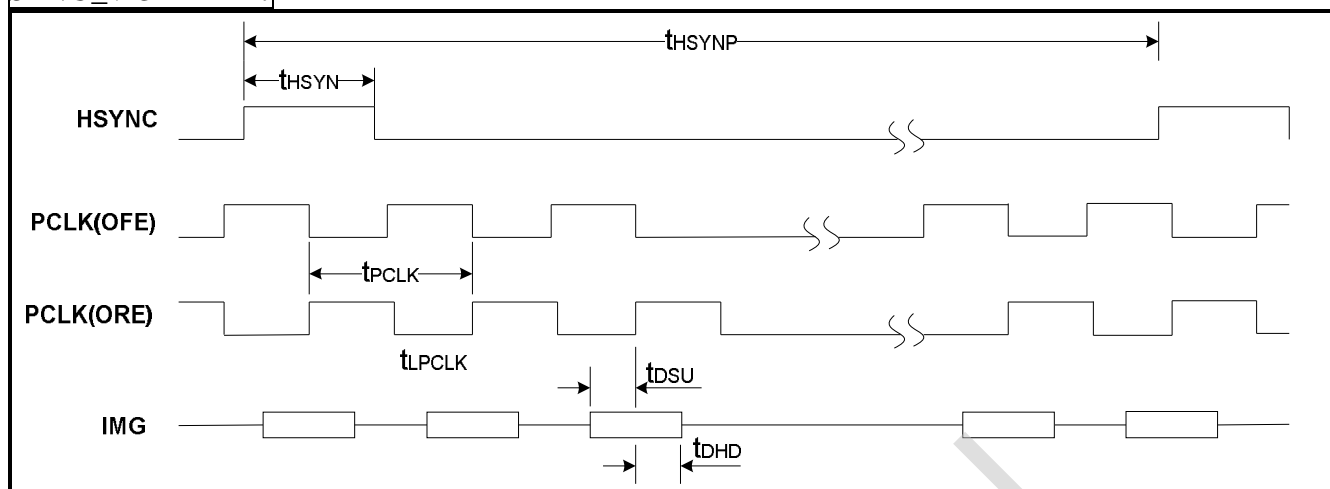 tHSYNP
tHSYN
HSYNC
PCLK(OFE)
tPCLK
PCLK(ORE)
tLPCLK
tDSU
IMG
tDHD